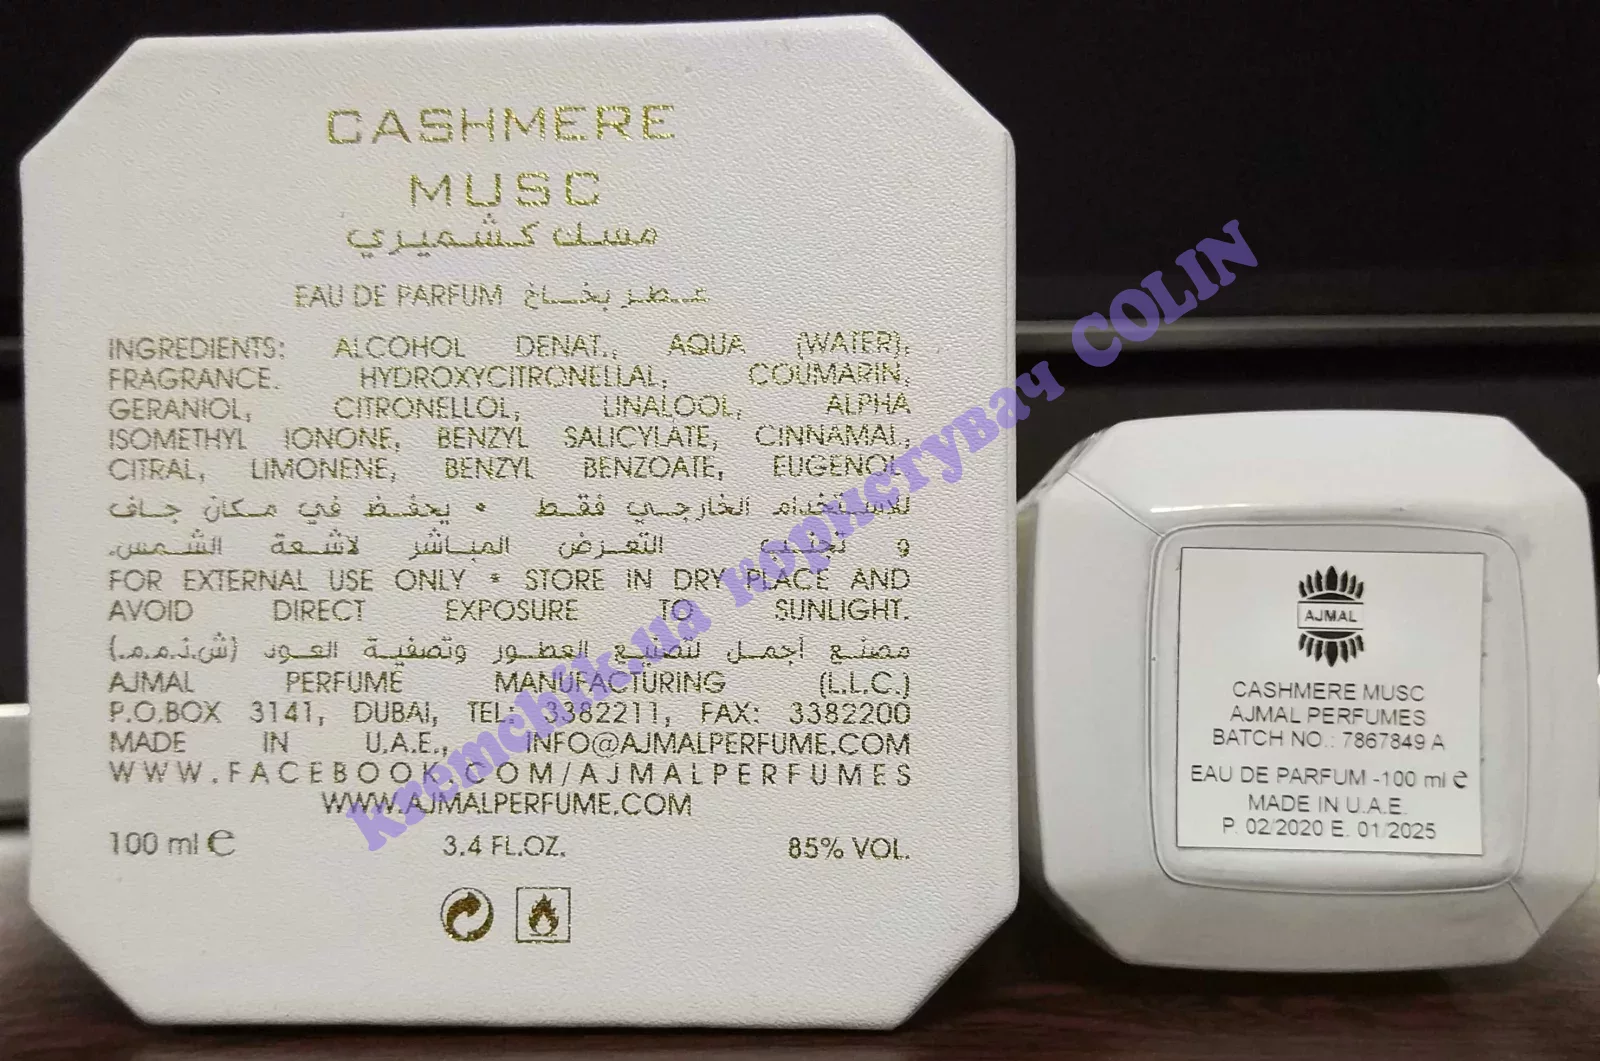 CASHMERE
MUSC
مسك كشميري
EAU DE PARFUM عطر بخاخ
INGREDIENTS: ALCOHOL DENAT., AQUA (WATER),
FRAGRANCE. HYDROXYCITRONELLAL, COUMARIN,
GERANIOL, CITRONELLOL, LINALOOL, ALPHA
ISOMETHYL IONONE, BENZYL SALICYLATE, CINNAMAL,
CITRAL, LIMONENE, BENZYL BENZOATE, EUGENOL
للاستخدام الخارجي فقط • يحفظ في مكان جاف
و تجنب التعرض المباشر لاشعة الشمس.
FOR EXTERNAL USE ONLY • STORE IN DRY PLACE AND
AVOID DIRECT EXPOSURE TO SUNLIGHT.
مصنع اجمل لتصنيع العطور وتصفية العود (ش.ذ.م.م.)
AJMAL PERFUME MANUFACTURING (L.L.C.)
P.O.BOX 3141, DUBAI, TEL: 3382211, FAX: 3382200
MADE IN U.A.E., INFO@AJMALPERFUME.COM
WWW.FACEBOOK.COM/AJMALPERFUMES
WWW.AJMALPERFUME.COM
100 ml ℮ 3.4 FL.OZ. 85% VOL.
AJMAL
CASHMERE MUSC
AJMAL PERFUMES
BATCH NO.: 7867849 A
EAU DE PARFUM -100 ml ℮
MADE IN U.A.E.
P. 02/2020 E. 01/2025
kremchik.ua користувач COLIN